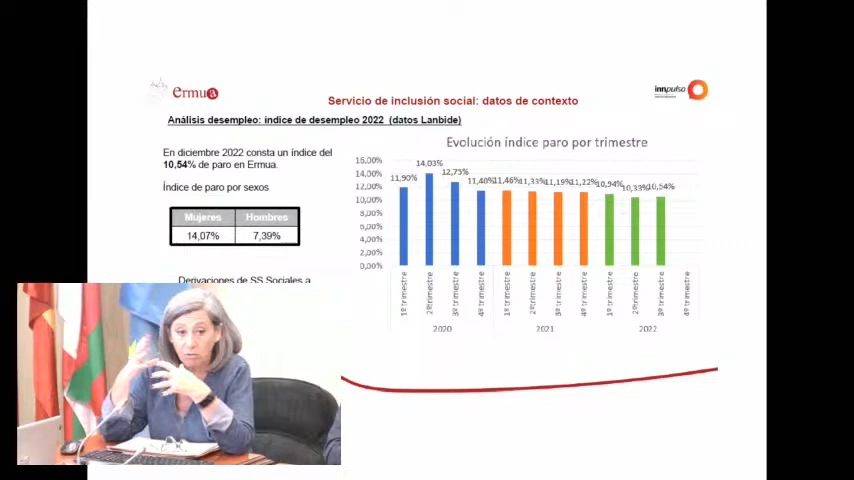 ermua
innpulso
Servicio de inclusión social: datos de contexto
Análisis desempleo: índice de desempleo 2022 (datos Lanbide)
En diciembre 2022 consta un índice del
10,54% de paro en Ermua.
Índice de paro por sexos
Mujeres Hombres
14,07% 7,39%
Derivaciones de SS Sociales a
Evolución índice paro por trimestre
16,00%
14,00%
12,00%
10,00%
8,00%
6,00%
4,00%
2,00%
0,00%
11,90% 14,03% 12,75% 11,40% 11,46% 11,33% 11,19% 11,22% 10,94% 10,33% 10,54%
1º trimestre 2º trimestre 3º trimestre 4º trimestre 1º trimestre 2º trimestre 3º trimestre 4º trimestre 1º trimestre 2º trimestre 3º trimestre 4º trimestre
2020 2021 2022